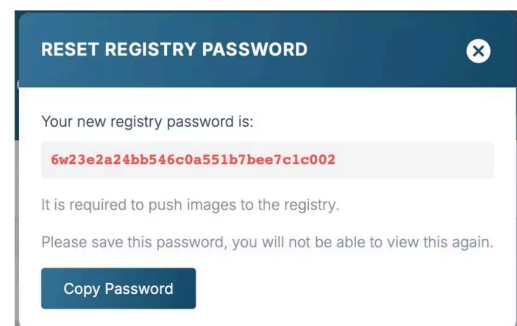 RESET REGISTRY PASSWORD
Your new registry password is:
6w23e2a24bb546c0a551b7bee7c1c002
It is required to push images to the registry.
Please save this password, you will not be able to view this again.
Copy Password